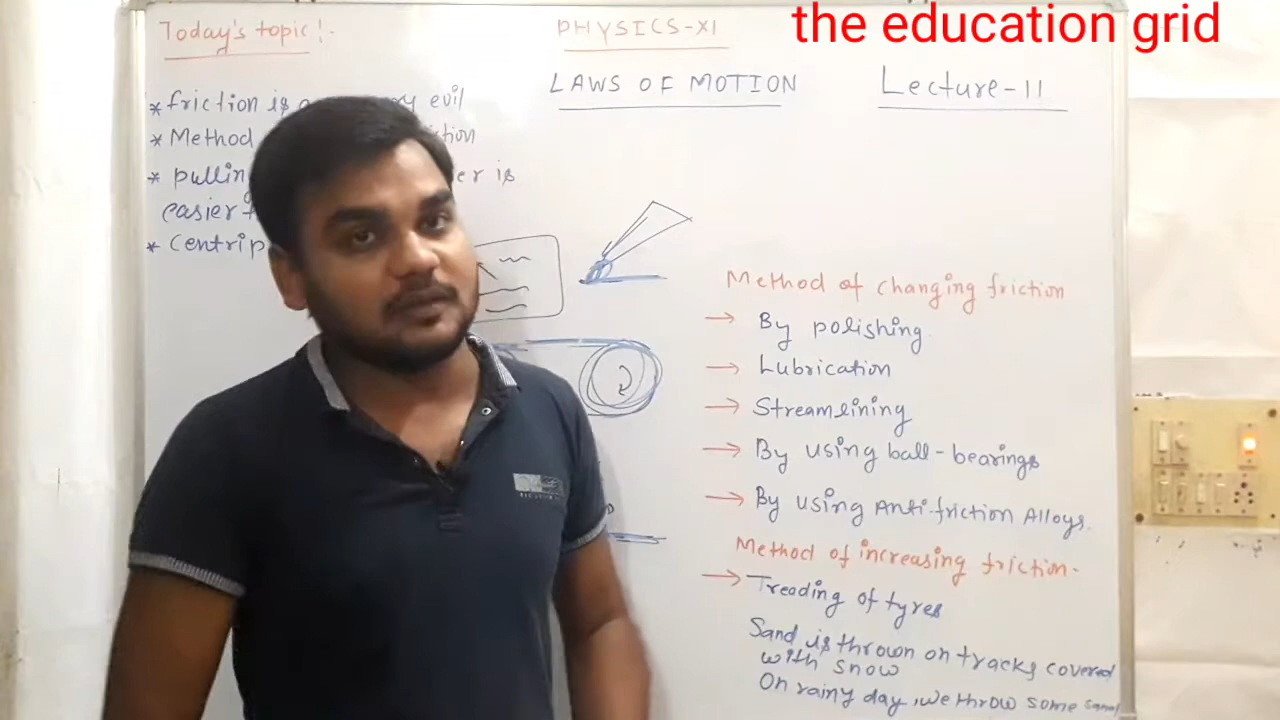 the education grid
Today's topic!-
PHYSICS-XI
LAWS OF MOTION
Lecture-11
* friction is a evil
* Method
* pulling is
easier
* Centrip
Method of changing friction
→ By polishing
→ Lubrication
→ Streamlining
→ By using ball-bearings
→ By using Anti-friction Alloys.
Method of increasing friction.
→ Treading of tyres
Sand is thrown on tracks covered
with snow
On rainy day, we throw some sand